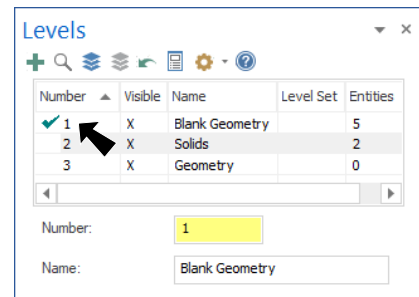 Levels
Number Visible Name Level Set Entities
1 X Blank Geometry 5
2 X Solids 2
3 X Geometry 0
Number: 1
Name: Blank Geometry